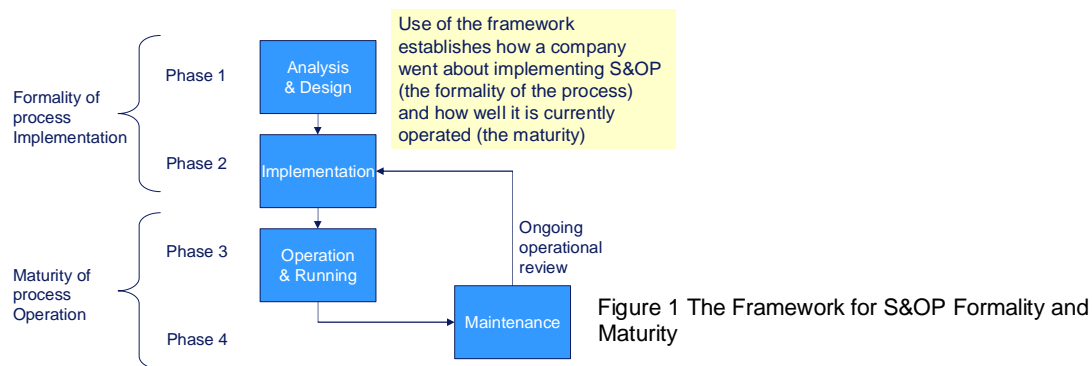 Use of the framework
establishes how a company
went about implementing S&OP
(the formality of the process)
and how well it is currently
operated (the maturity)
Formality of
process
Implementation
Phase 1
Analysis
& Design
Phase 2
Implementation
Maturity of
process
Operation
Phase 3
Operation
& Running
Ongoing
operational
review
Phase 4
Maintenance
Figure 1 The Framework for S&OP Formality and
Maturity